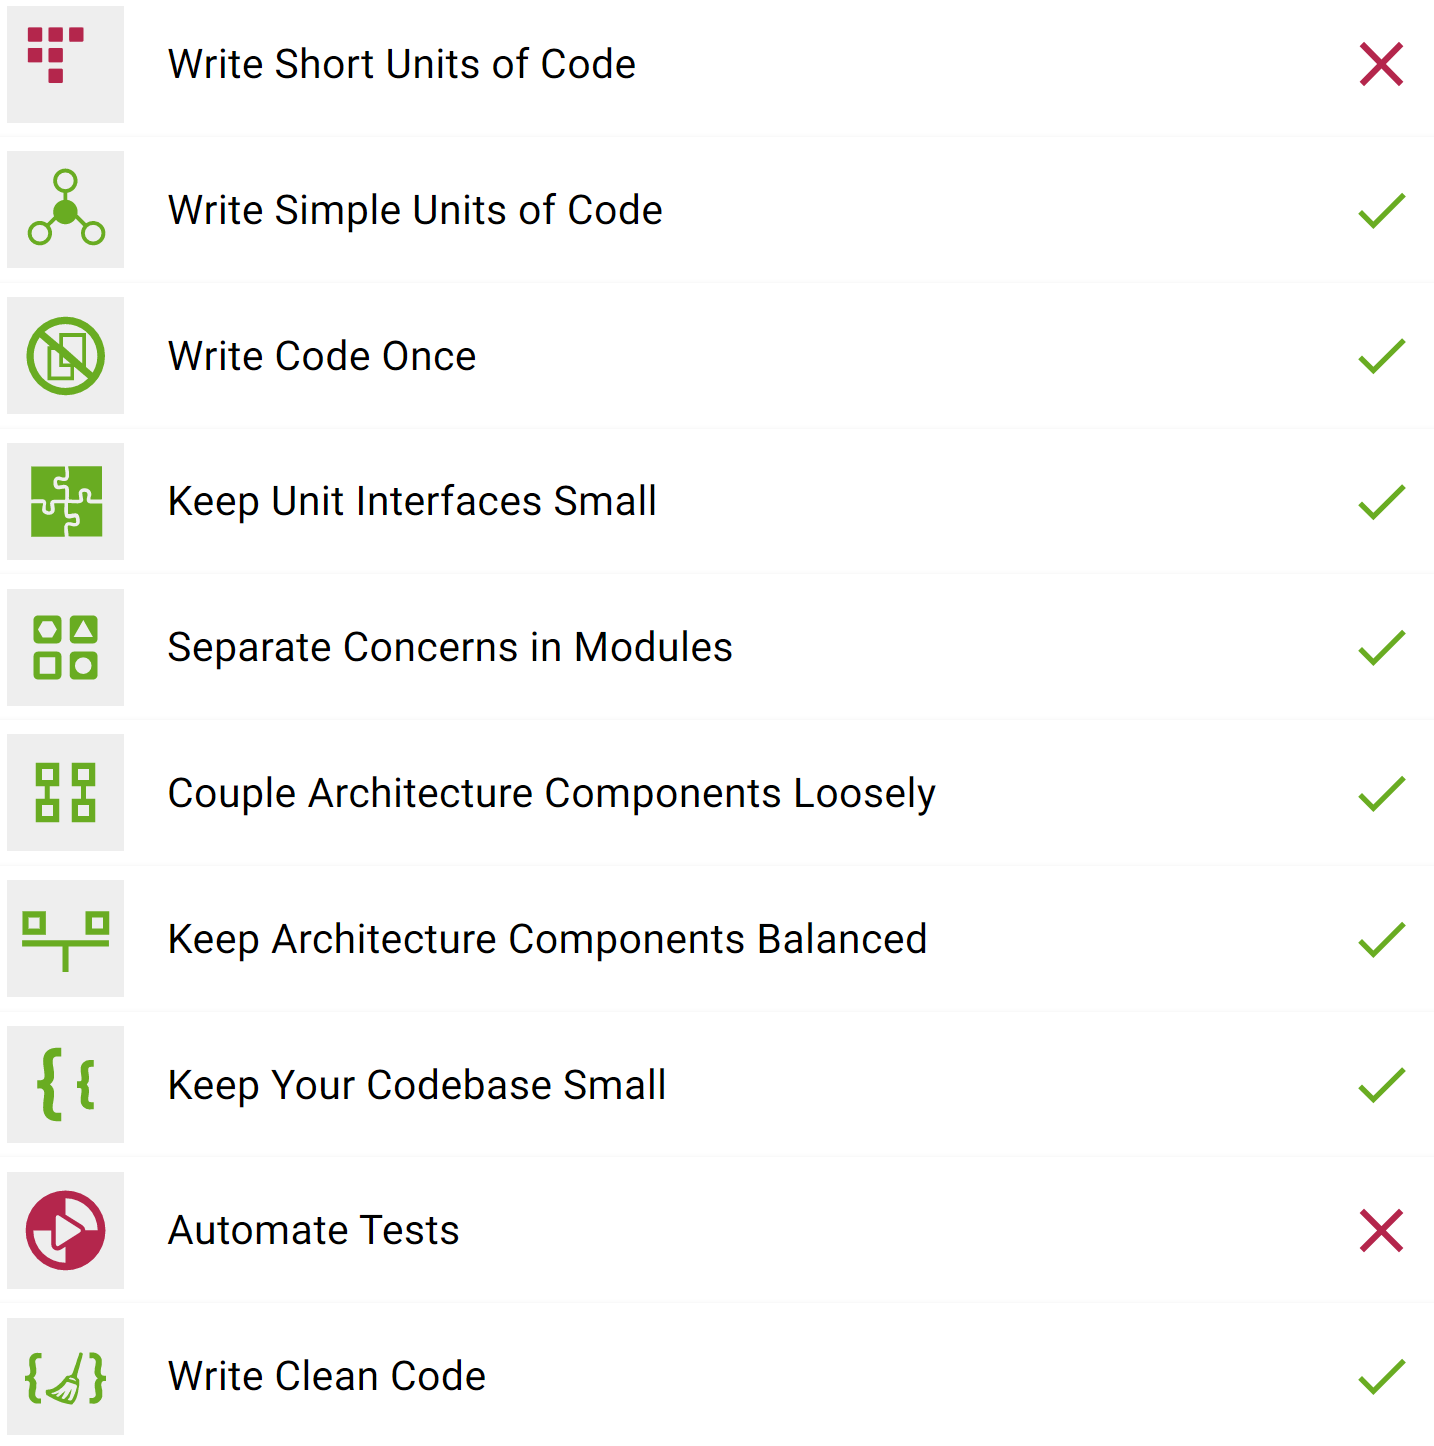 Write Short Units of Code
Write Simple Units of Code
Write Code Once
Keep Unit Interfaces Small
Separate Concerns in Modules
Couple Architecture Components Loosely
Keep Architecture Components Balanced
Keep Your Codebase Small
Automate Tests
Write Clean Code